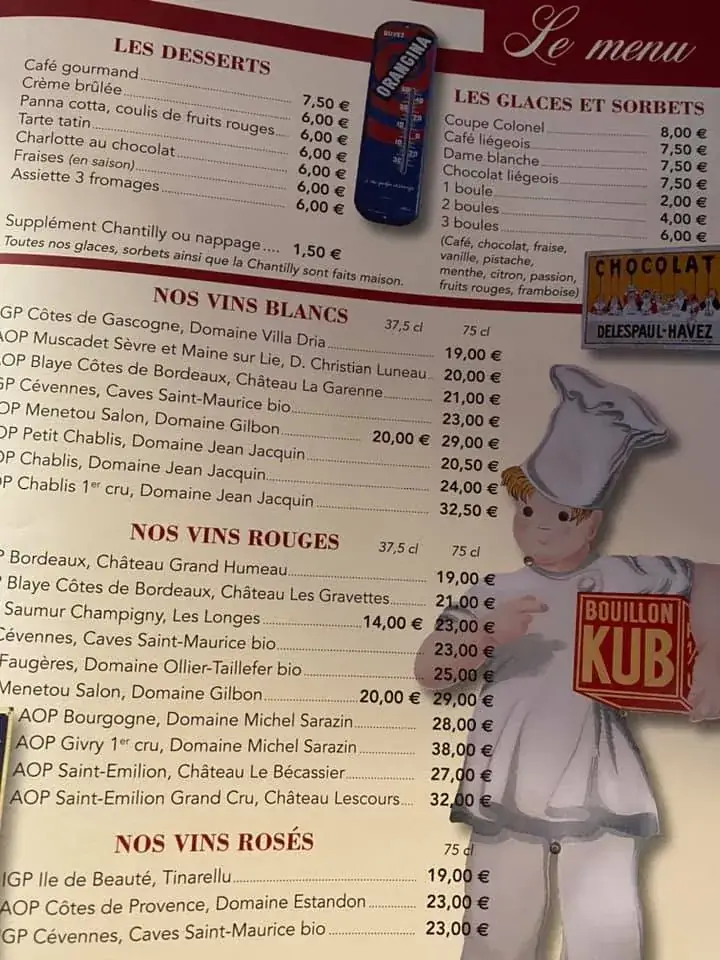 Le menu
LES DESSERTS
Café gourmand 7,50 €
Crème brûlée 6,00 €
Panna cotta, coulis de fruits rouges 6,00 €
Tarte tatin 6,00 €
Charlotte au chocolat 6,00 €
Fraises (en saison) 6,00 €
Assiette 3 fromages 6,00 €
Supplément Chantilly ou nappage.... 1,50 €
Toutes nos glaces, sorbets ainsi que la Chantilly sont faits maison.
BUVEZ
ORANGINA
LES GLACES ET SORBETS
Coupe Colonel 8,00 €
Café liégeois 7,50 €
Dame blanche 7,50 €
Chocolat liégeois 7,50 €
1 boule 2,00 €
2 boules 4,00 €
3 boules 6,00 €
(Café, chocolat, fraise,
vanille, pistache,
menthe, citron, passion,
fruits rouges, framboise)
CHOCOLAT
DELESPAUL-HAVEZ
NOS VINS BLANCS 37,5 cl 75 cl
GP Côtes de Gascogne, Domaine Villa Dria 19,00 €
AOP Muscadet Sèvre et Maine sur Lie, D. Christian Luneau 20,00 €
OP Blaye Côtes de Bordeaux, Château La Garenne 21,00 €
GP Cévennes, Caves Saint-Maurice bio 23,00 €
OP Menetou Salon, Domaine Gilbon 20,00 € 29,00 €
OP Petit Chablis, Domaine Jean Jacquin 20,50 €
OP Chablis, Domaine Jean Jacquin 24,00 €
P Chablis 1er cru, Domaine Jean Jacquin 32,50 €
NOS VINS ROUGES 37,5 cl 75 cl
P Bordeaux, Château Grand Humeau 19,00 €
Blaye Côtes de Bordeaux, Château Les Gravettes 21,00 €
Saumur Champigny, Les Longes 14,00 € 23,00 €
Cévennes, Caves Saint-Maurice bio 23,00 €
Faugères, Domaine Ollier-Taillefer bio 25,00 €
Menetou Salon, Domaine Gilbon 20,00 € 29,00 €
AOP Bourgogne, Domaine Michel Sarazin 28,00 €
AOP Givry 1er cru, Domaine Michel Sarazin 38,00 €
AOP Saint-Emilion, Château Le Bécassier 27,00 €
AOP Saint-Emilion Grand Cru, Château Lescours.... 32,00 €
BOUILLON
KUB
NOS VINS ROSÉS 75 cl
IGP Ile de Beauté, Tinarellu 19,00 €
AOP Côtes de Provence, Domaine Estandon 23,00 €
GP Cévennes, Caves Saint-Maurice bio 23,00 €